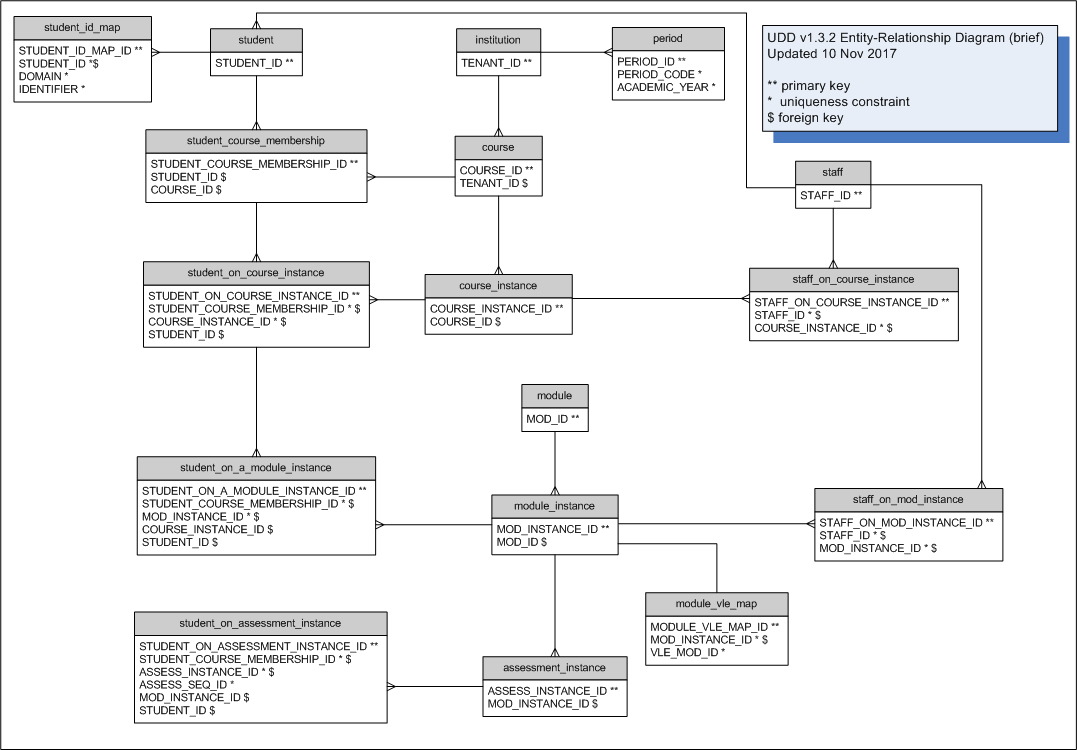 student_id_map
STUDENT_ID_MAP_ID **
STUDENT_ID *$
DOMAIN *
IDENTIFIER *
student
STUDENT_ID **
institution
TENANT_ID **
period
PERIOD_ID **
PERIOD_CODE *
ACADEMIC_YEAR *
UDD v1.3.2 Entity-Relationship Diagram (brief)
Updated 10 Nov 2017
** primary key
* uniqueness constraint
$ foreign key
student_course_membership
STUDENT_COURSE_MEMBERSHIP_ID **
STUDENT_ID $
COURSE_ID $
course
COURSE_ID **
TENANT_ID $
staff
STAFF_ID **
student_on_course_instance
STUDENT_ON_COURSE_INSTANCE_ID **
STUDENT_COURSE_MEMBERSHIP_ID * $
COURSE_INSTANCE_ID * $
STUDENT_ID $
course_instance
COURSE_INSTANCE_ID **
COURSE_ID $
staff_on_course_instance
STAFF_ON_COURSE_INSTANCE_ID **
STAFF_ID * $
COURSE_INSTANCE_ID * $
module
MOD_ID **
student_on_a_module_instance
STUDENT_ON_A_MODULE_INSTANCE_ID **
STUDENT_COURSE_MEMBERSHIP_ID * $
MOD_INSTANCE_ID * $
COURSE_INSTANCE_ID $
STUDENT_ID $
module_instance
MOD_INSTANCE_ID **
MOD_ID $
staff_on_mod_instance
STAFF_ON_MOD_INSTANCE_ID **
STAFF_ID * $
MOD_INSTANCE_ID * $
module_vle_map
MODULE_VLE_MAP_ID **
MOD_INSTANCE_ID * $
VLE_MOD_ID *
student_on_assessment_instance
STUDENT_ON_ASSESSMENT_INSTANCE_ID **
STUDENT_COURSE_MEMBERSHIP_ID * $
ASSESS_INSTANCE_ID * $
ASSESS_SEQ_ID *
MOD_INSTANCE_ID $
STUDENT_ID $
assessment_instance
ASSESS_INSTANCE_ID **
MOD_INSTANCE_ID $